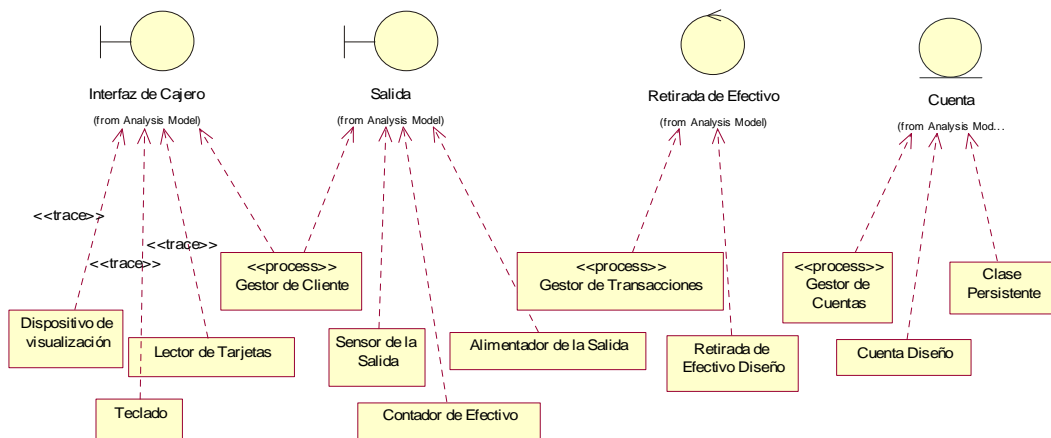 Interfaz de Cajero
(from Analysis Model)
Salida
(from Analysis Model)
Retirada de Efectivo
(from Analysis Model)
Cuenta
(from Analysis Mod...
<<trace>>
<<trace>>
<<trace>>
<<process>>
Gestor de Cliente
<<process>>
Gestor de Transacciones
<<process>>
Gestor de
Cuentas
Clase
Persistente
Dispositivo de
visualización
Lector de Tarjetas
Sensor de la
Salida
Alimentador de la Salida
Retirada de
Efectivo Diseño
Cuenta Diseño
Teclado
Contador de Efectivo